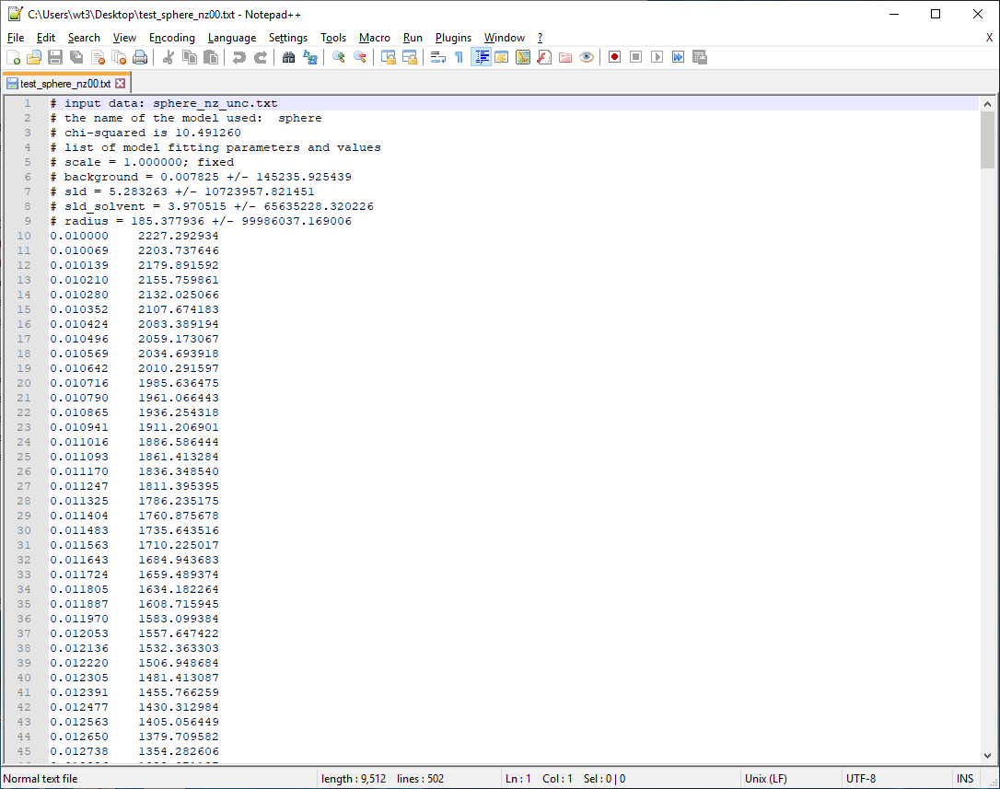 C:\Users\wt3\Desktop\test_sphere_nz00.txt - Notepad++
File Edit Search View Encoding Language Settings Tools Macro Run Plugins Window ? X
test_sphere_nz00.txt
1 # input data: sphere_nz_unc.txt
2 # the name of the model used:  sphere
3 # chi-squared is 10.491260
4 # list of model fitting parameters and values
5 # scale = 1.000000; fixed
6 # background = 0.007825 +/- 145235.925439
7 # sld = 5.283263 +/- 10723957.821451
8 # sld_solvent = 3.970515 +/- 65635228.320226
9 # radius = 185.377936 +/- 99986037.169006
10 0.010000    2227.292934
11 0.010069    2203.737646
12 0.010139    2179.891592
13 0.010210    2155.759861
14 0.010280    2132.025066
15 0.010352    2107.674183
16 0.010424    2083.389194
17 0.010496    2059.173067
18 0.010569    2034.693918
19 0.010642    2010.291597
20 0.010716    1985.636475
21 0.010790    1961.066443
22 0.010865    1936.254318
23 0.010941    1911.206901
24 0.011016    1886.586444
25 0.011093    1861.413284
26 0.011170    1836.348540
27 0.011247    1811.395395
28 0.011325    1786.235175
29 0.011404    1760.875678
30 0.011483    1735.643516
31 0.011563    1710.225017
32 0.011643    1684.943683
33 0.011724    1659.489374
34 0.011805    1634.182264
35 0.011887    1608.715945
36 0.011970    1583.099384
37 0.012053    1557.647422
38 0.012136    1532.363303
39 0.012220    1506.948684
40 0.012305    1481.413087
41 0.012391    1455.766259
42 0.012477    1430.312984
43 0.012563    1405.056449
44 0.012650    1379.709582
45 0.012738    1354.282606
Normal text file length : 9,512 lines : 502 Ln : 1 Col : 1 Sel : 0 | 0 Unix (LF) UTF-8 INS